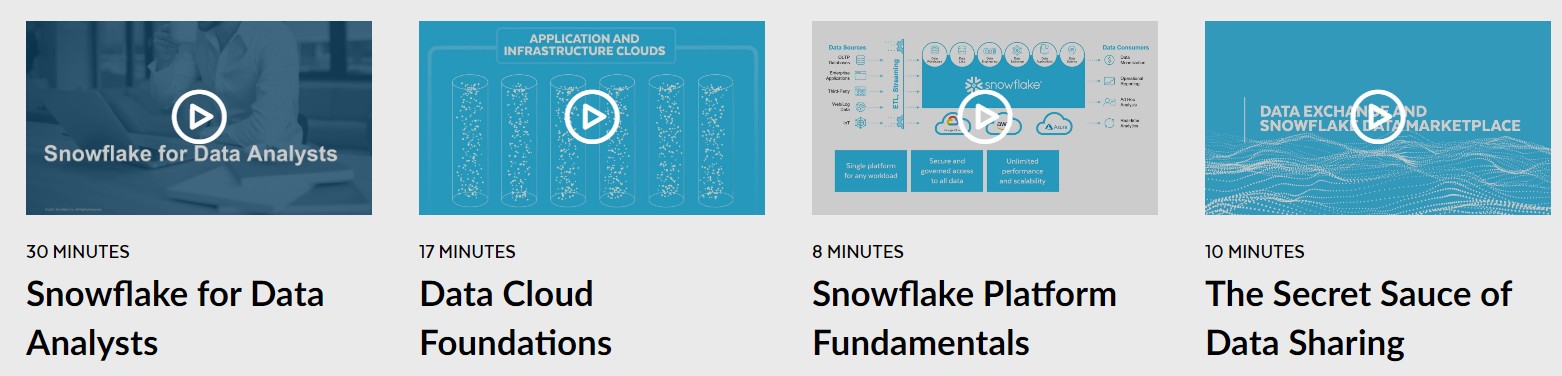 Snowflake for Data Analysts
30 MINUTES
Snowflake for Data
Analysts
APPLICATION AND
INFRASTRUCTURE CLOUDS
17 MINUTES
Data Cloud
Foundations
Data Sources
OLTP
Databases
Enterprise
Applications
Third-Party
Web/Log
Data
IoT
ETL, Streaming
snowflake
aws
Azure
Data Consumers
Data
Monetization
Operational
Reporting
Ad Hoc
Analysis
Real-time
Analytics
Single platform
for any workload
Secure and
governed access
to all data
Unlimited
performance
and scalability
8 MINUTES
Snowflake Platform
Fundamentals
DATA EXCHANGE AND
SNOWFLAKE DATA MARKETPLACE
10 MINUTES
The Secret Sauce of
Data Sharing